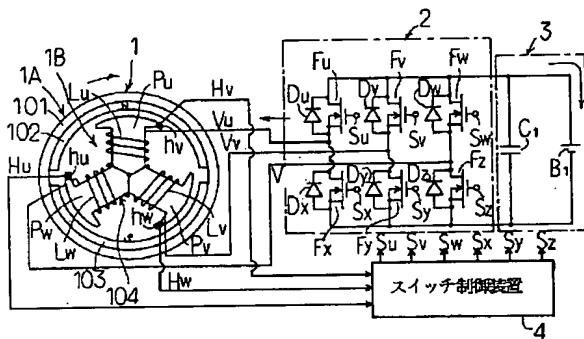 1
2
3
1B
1A
101
102
Lu
Pu
Hv
Vu
Vv
V
hu
hv
hw
Hu
Pw
Lw
103
104
Hw
Pv
Lv
Fu
Fv
Fw
Du
Dv
Dw
Su
Sv
Sw
Fz
Dx
Dy
Dz
Sx
Sy
Sz
Fx
Fy
C1
B1
Su
Sv
Sw
Sx
Sy
Sz
スイッチ制御装置
4